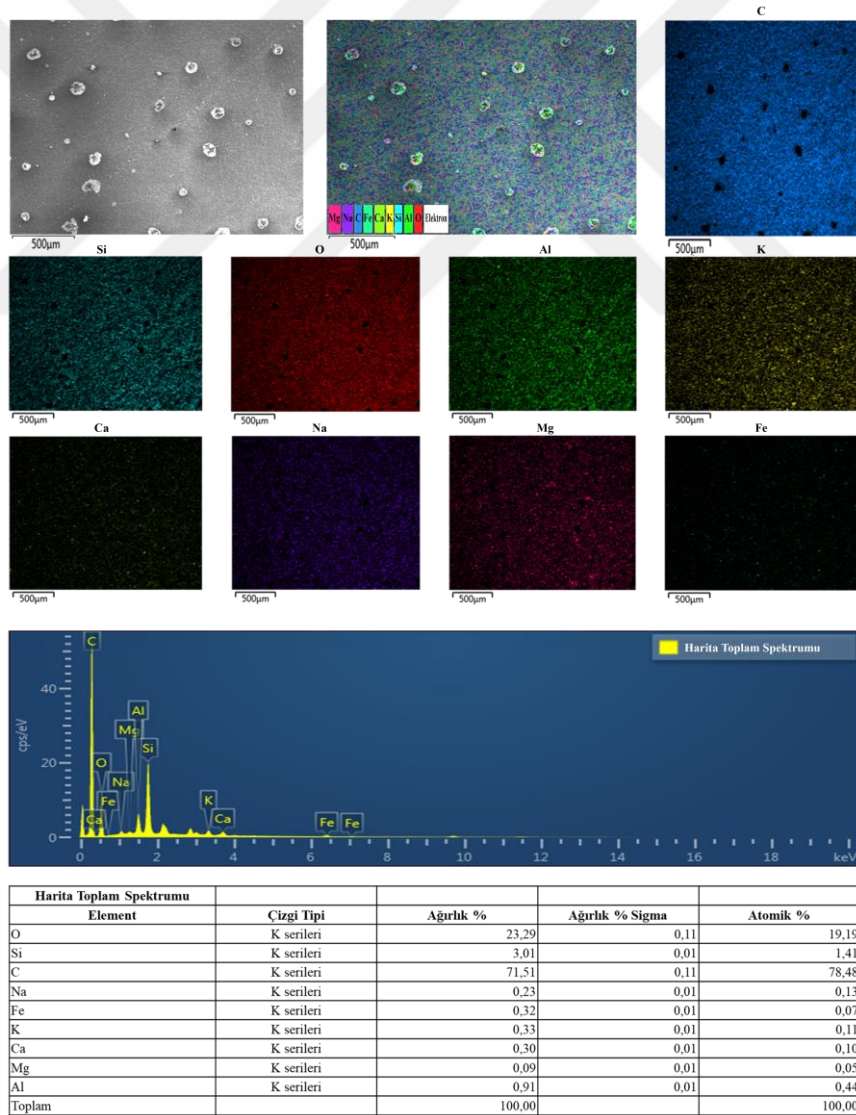 C
500µm
Mg Na C Fe Ca K Si Al O Elektron
500µm
500µm
Si
O
Al
K
500µm
500µm
500µm
500µm
Ca
Na
Mg
Fe
500µm
500µm
500µm
500µm
Harita Toplam Spektrumu
cps/eV
40
20
0
C
O
Ca
Fe
Na
Mg
Al
Si
K
Ca
Fe
Fe
0 2 4 6 8 10 12 14 16 18 keV
Harita Toplam Spektrumu
Element Çizgi Tipi Ağırlık % Ağırlık % Sigma Atomik %
O K serileri 23,29 0,11 19,19
Si K serileri 3,01 0,01 1,41
C K serileri 71,51 0,11 78,48
Na K serileri 0,23 0,01 0,13
Fe K serileri 0,32 0,01 0,07
K K serileri 0,33 0,01 0,11
Ca K serileri 0,30 0,01 0,10
Mg K serileri 0,09 0,01 0,05
Al K serileri 0,91 0,01 0,44
Toplam 100,00 100,00